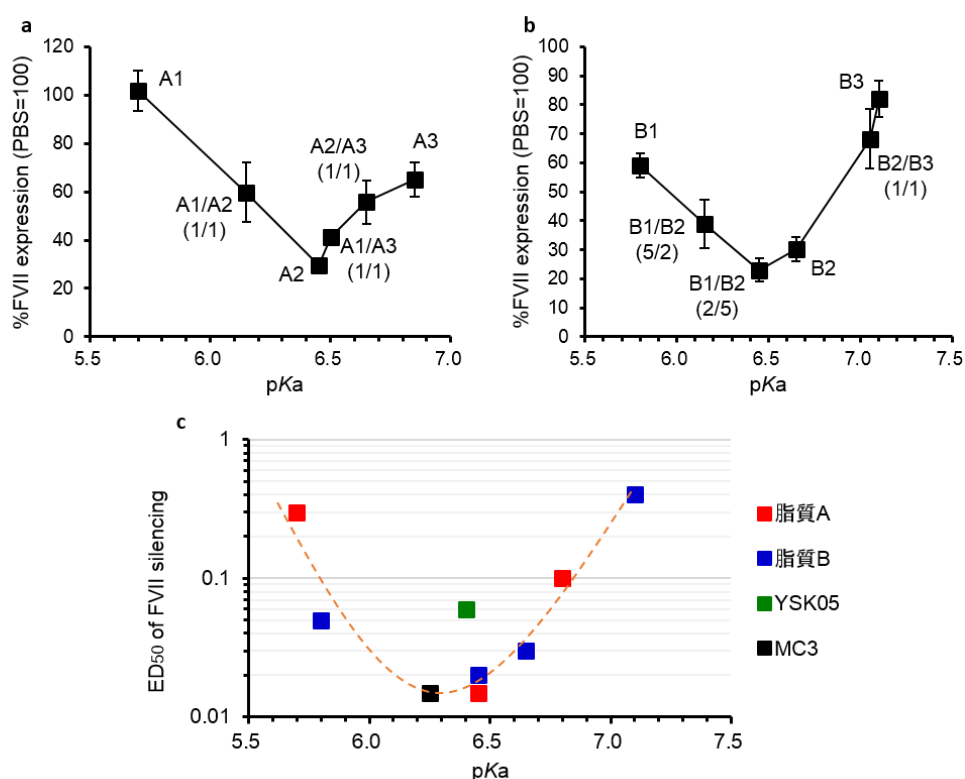 a
%FVII expression (PBS=100)
120
100
80
60
40
20
0
A1
A1/A2
(1/1)
A2
A1/A3
(1/1)
A2/A3
(1/1)
A3
5.5
6.0
6.5
7.0
pKa
b
%FVII expression (PBS=100)
100
90
80
70
60
50
40
30
20
10
0
B1
B1/B2
(5/2)
B1/B2
(2/5)
B2
B3
B2/B3
(1/1)
5.5
6.0
6.5
7.0
7.5
pKa
c
ED50 of FVII silencing
1
0.1
0.01
5.5
6.0
6.5
7.0
7.5
pKa
脂質A
脂質B
YSK05
MC3